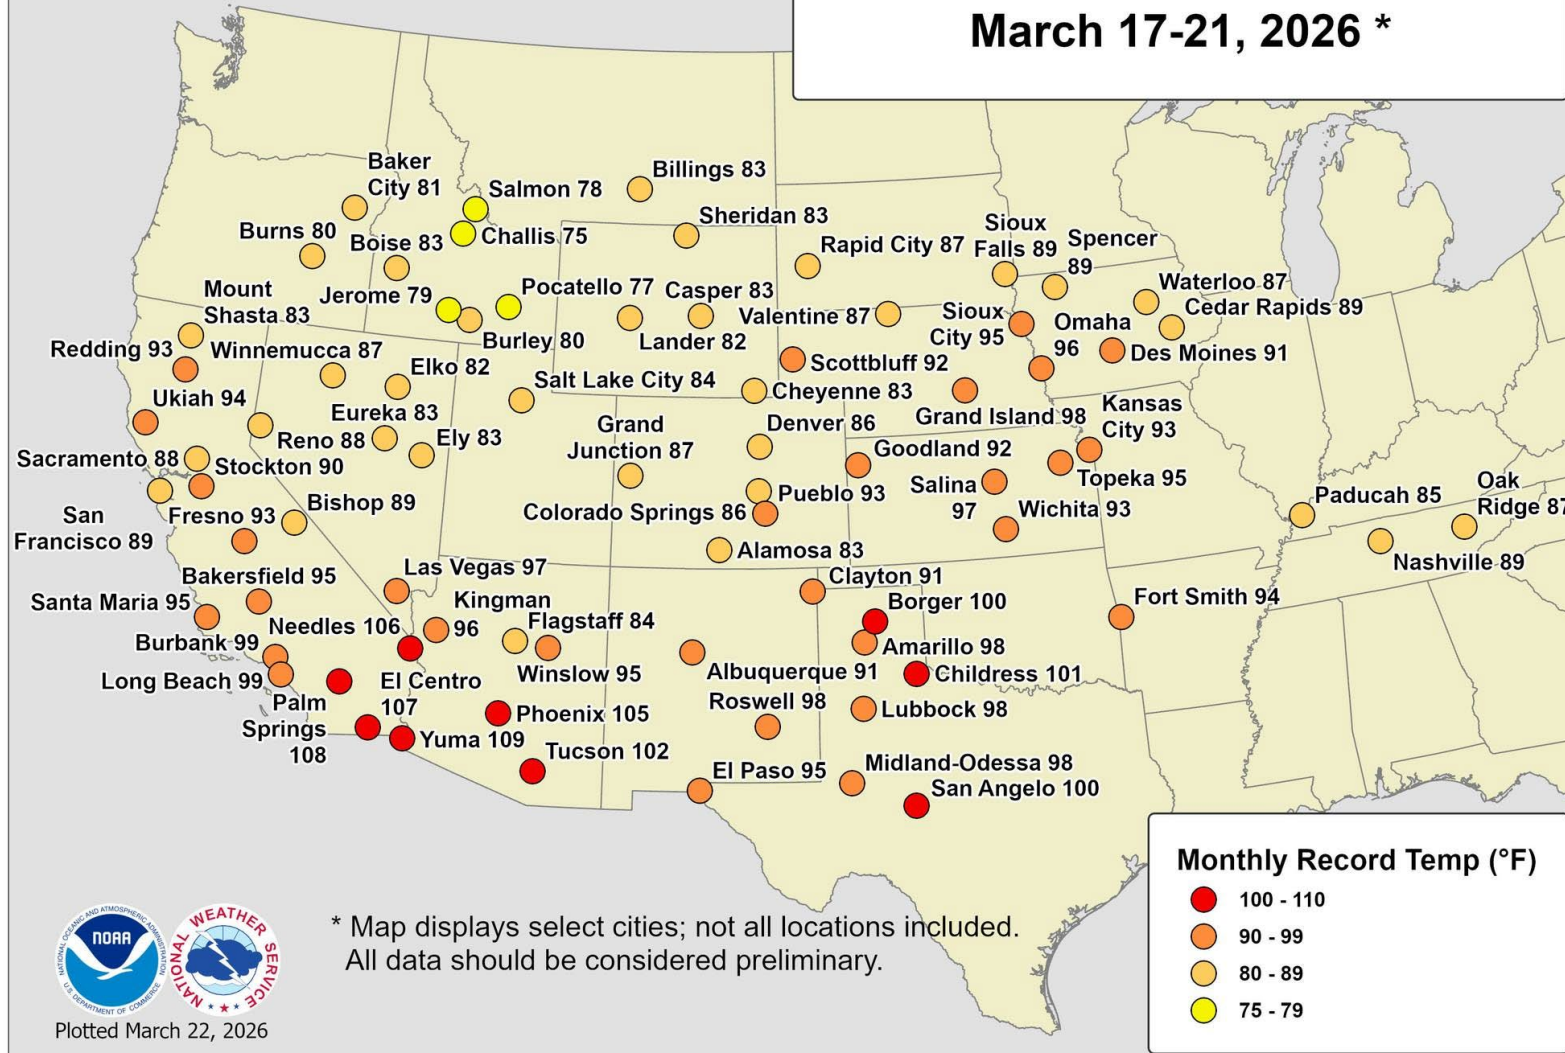 March 17-21, 2026 *
Baker
City 81
Salmon 78
Billings 83
Burns 80
Boise 83
Challis 75
Sheridan 83
Sioux
Falls 89
Spencer
89
Rapid City 87
Mount
Shasta 83
Jerome 79
Pocatello 77
Casper 83
Waterloo 87
Cedar Rapids 89
Valentine 87
Sioux
City 95
Omaha
96
Burley 80
Lander 82
Redding 93
Winnemucca 87
Elko 82
Scottbluff 92
Des Moines 91
Salt Lake City 84
Cheyenne 83
Ukiah 94
Eureka 83
Grand Island 98
Kansas
City 93
Reno 88
Ely 83
Grand
Junction 87
Denver 86
Goodland 92
Sacramento 88
Stockton 90
Topeka 95
Bishop 89
Pueblo 93
Salina
97
Wichita 93
Paducah 85
Oak
Ridge 87
San
Francisco 89
Fresno 93
Colorado Springs 86
Alamosa 83
Nashville 89
Bakersfield 95
Las Vegas 97
Clayton 91
Santa Maria 95
Kingman
96
Borger 100
Fort Smith 94
Needles 106
Flagstaff 84
Burbank 99
Winslow 95
Albuquerque 91
Amarillo 98
Long Beach 99
El Centro
107
Childress 101
Palm
Springs
108
Phoenix 105
Roswell 98
Lubbock 98
Yuma 109
Tucson 102
El Paso 95
Midland-Odessa 98
San Angelo 100
Monthly Record Temp (°F)
100 - 110
90 - 99
80 - 89
75 - 79
* Map displays select cities; not all locations included.
All data should be considered preliminary.
NATIONAL OCEANIC AND ATMOSPHERIC ADMINISTRATION
NOAA
U.S. DEPARTMENT OF COMMERCE
NATIONAL WEATHER SERVICE
Plotted March 22, 2026